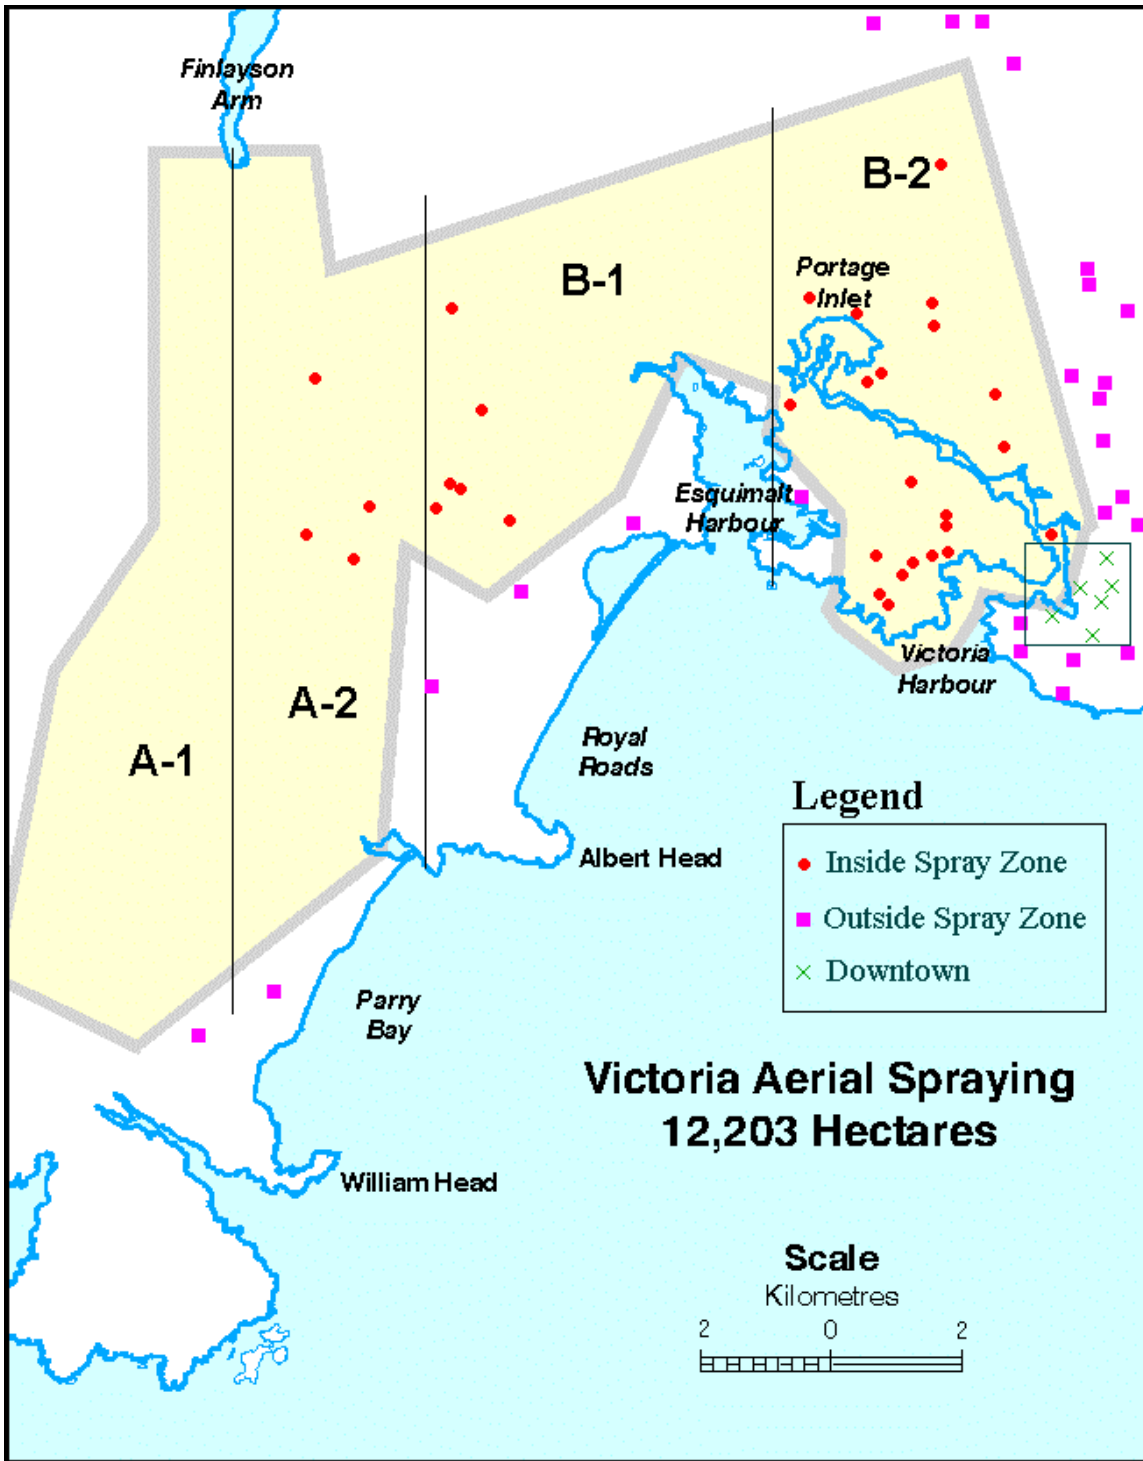 Finlayson
Arm
B-2
B-1
Portage
Inlet
Esquimalt
Harbour
Victoria
Harbour
A-2
A-1
Royal
Roads
Legend
Inside Spray Zone
Outside Spray Zone
Downtown
Albert Head
Parry
Bay
Victoria Aerial Spraying
12,203 Hectares
William Head
Scale
Kilometres
2 0 2